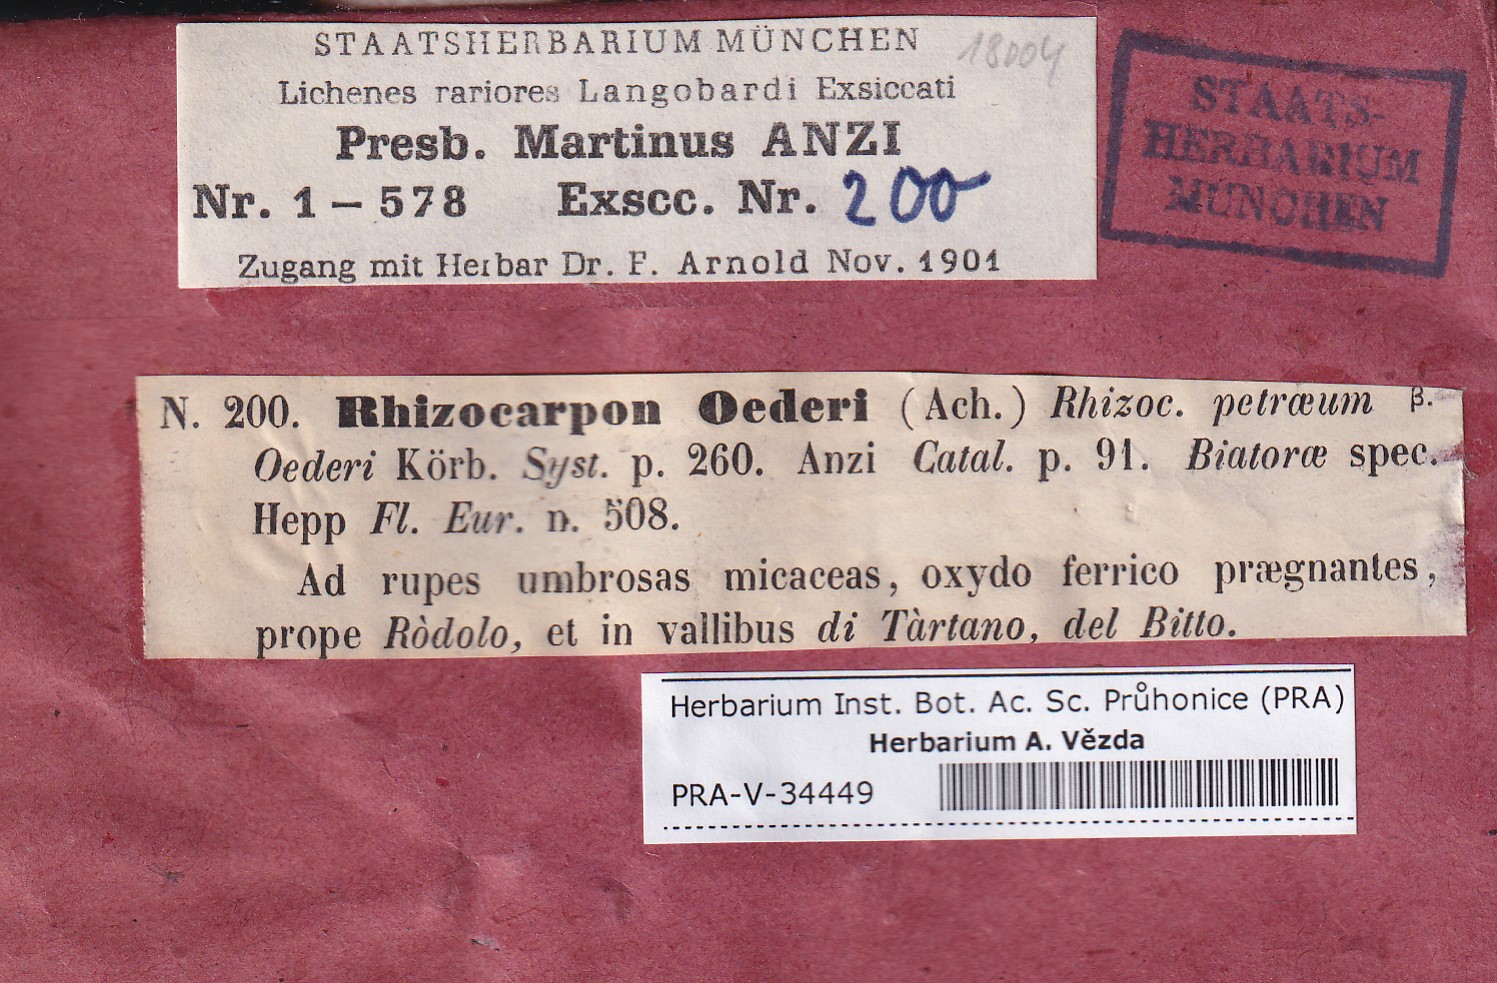 STAATSHERBARIUM MÜNCHEN
18004
Lichenes rariores Langobardi Exsiccati
Presb. Martinus ANZI
Nr. 1 – 578 Exscc. Nr. 200
Zugang mit Herbar Dr. F. Arnold Nov. 1901
STAATS-
HERBARIUM
MÜNCHEN
N. 200. Rhizocarpon Oederi (Ach.) Rhizoc. petræum β.
Oederi Körb. Syst. p. 260. Anzi Catal. p. 91. Biatoræ spec.
Hepp Fl. Eur. n. 508.
Ad rupes umbrosas micaceas, oxydo ferrico prægnantes,
prope Ròdolo, et in vallibus di Tàrtano, del Bitto.
Herbarium Inst. Bot. Ac. Sc. Průhonice (PRA)
Herbarium A. Vězda
PRA-V-34449